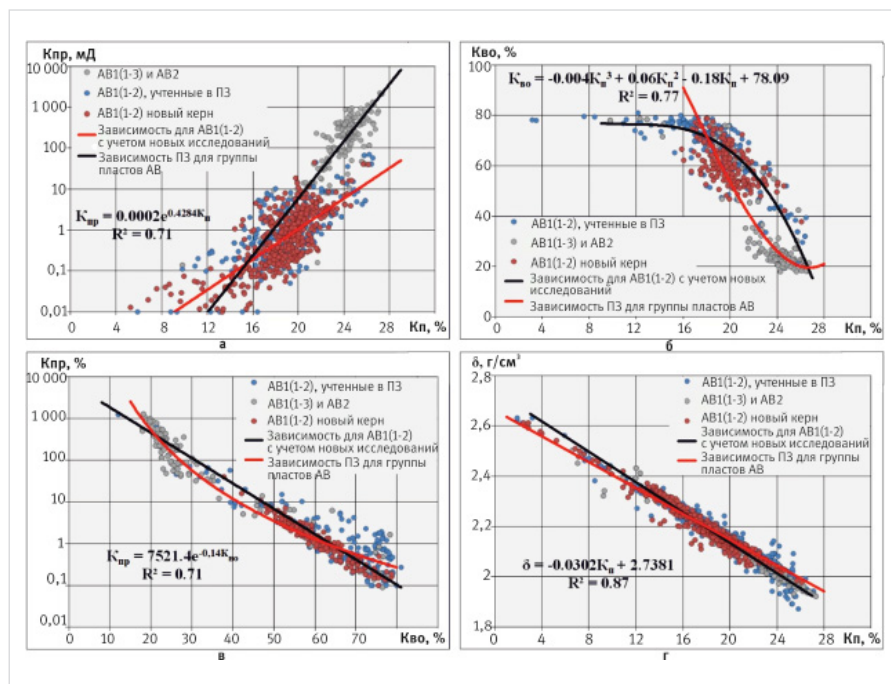 Кпр, мД
10 000
1 000
100
10
1
0,1
0,01
АВ1(1-3) и АВ2
АВ1(1-2), учтенные в ПЗ
АВ1(1-2) новый керн
Зависимость для АВ1(1-2)
с учетом новых исследований
Зависимость ПЗ для группы
пластов АВ
Кпр = 0.0002e^0.4284Kп
R² = 0.71
0 4 8 12 16 20 24 28 Кп, %
а
Кво, %
100
80
60
40
20
0
Кво = -0.004Кп³ + 0.06Кп² - 0.18Кп + 78.09
R² = 0.77
АВ1(1-2), учтенные в ПЗ
АВ1(1-3) и АВ2
АВ1(1-2) новый керн
Зависимость для АВ1(1-2) с учетом новых
исследований
Зависимость ПЗ для группы пластов АВ
0 4 8 12 16 20 24 28
Кп, %
б
Кпр, %
10 000
1 000
100
10
1
0,1
0,01
АВ1(1-2), учтенные в ПЗ
АВ1(1-3) и АВ2
АВ1(1-2) новый керн
Зависимость для АВ1(1-2)
с учетом новых исследований
Зависимость ПЗ для группы
пластов АВ
Кпр = 7521.4e^-0.14Kво
R² = 0.71
0 10 20 30 40 50 60 70 Кво, %
в
δ, г/см³
2,8
2,6
2,4
2,2
2
1,8
АВ1(1-2), учтенные в ПЗ
АВ1(1-3) и АВ2
АВ1(1-2) новый керн
Зависимость для АВ1(1-2)
с учетом новых исследований
Зависимость ПЗ для группы
пластов АВ
δ = -0.0302Кп + 2.7381
R² = 0.87
0 4 8 12 16 20 24 28
Кп, %
г